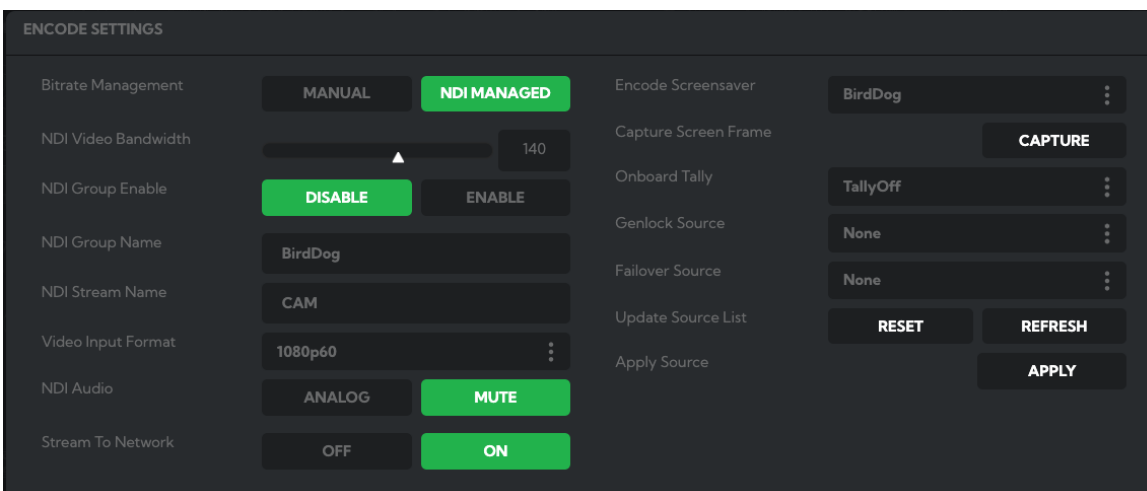 ENCODE SETTINGS
Bitrate Management
MANUAL
NDI MANAGED
NDI Video Bandwidth
140
NDI Group Enable
DISABLE
ENABLE
NDI Group Name
BirdDog
NDI Stream Name
CAM
Video Input Format
1080p60
NDI Audio
ANALOG
MUTE
Stream To Network
OFF
ON
Encode Screensaver
BirdDog
Capture Screen Frame
CAPTURE
Onboard Tally
TallyOff
Genlock Source
None
Failover Source
None
Update Source List
RESET
REFRESH
Apply Source
APPLY